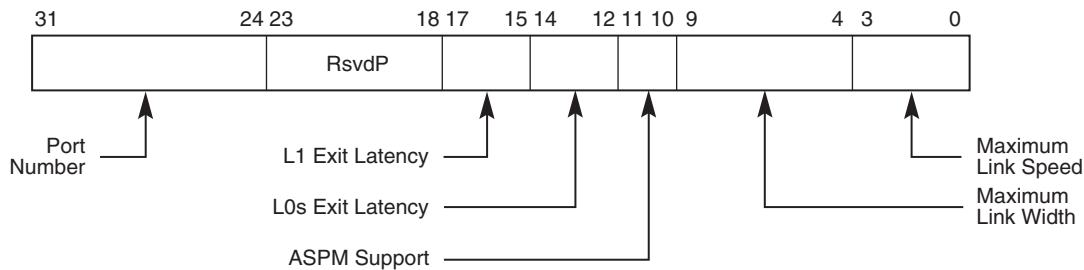 31 24 23 18 17 15 14 12 11 10 9 4 3 0
RsvdP
Port
Number
L1 Exit Latency
L0s Exit Latency
ASPM Support
Maximum
Link Speed
Maximum
Link Width